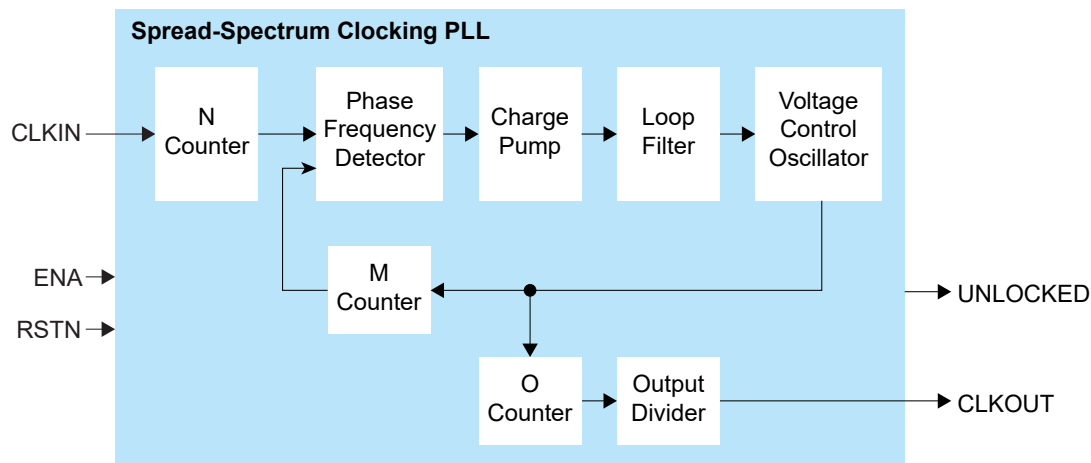 Spread-Spectrum Clocking PLL
CLKIN
N
Counter
Phase
Frequency
Detector
Charge
Pump
Loop
Filter
Voltage
Control
Oscillator
ENA
RSTN
M
Counter
UNLOCKED
O
Counter
Output
Divider
CLKOUT